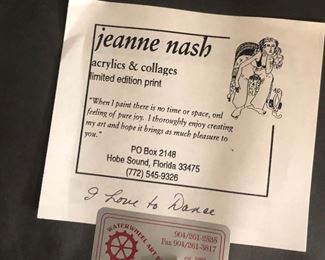 jeanne nash
acrylics & collages
limited edition print
"When I paint there is no time or space, onl
feeling of pure joy. I thoroughly enjoy creating
my art and hope it brings as much pleasure to
you."
PO Box 2148
Hobe Sound, Florida 33475
(772) 545-9326
I Love to Dance
904/261-2535
Fax 904/261-3817
WATERWHEEL ART